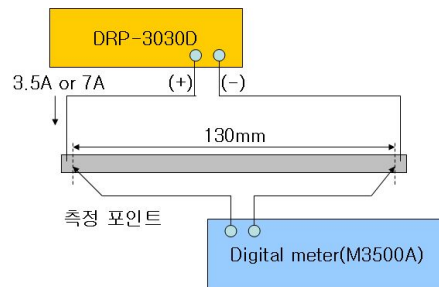 DRP-3030D
3.5A or 7A
(+)
(-)
130mm
측정 포인트
Digital meter(M3500A)